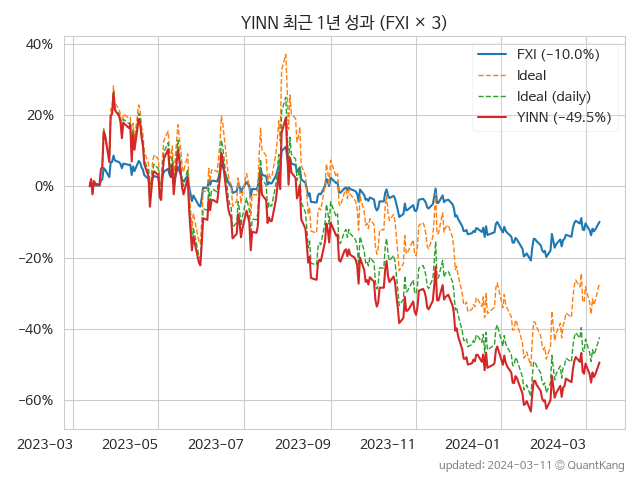 YINN 최근 1년 성과 (FXI × 3)
40%
20%
0%
−20%
−40%
−60%
FXI (−10.0%)
Ideal
Ideal (daily)
YINN (−49.5%)
2023-03 2023-05 2023-07 2023-09 2023-11 2024-01 2024-03
updated: 2024-03-11 © QuantKang